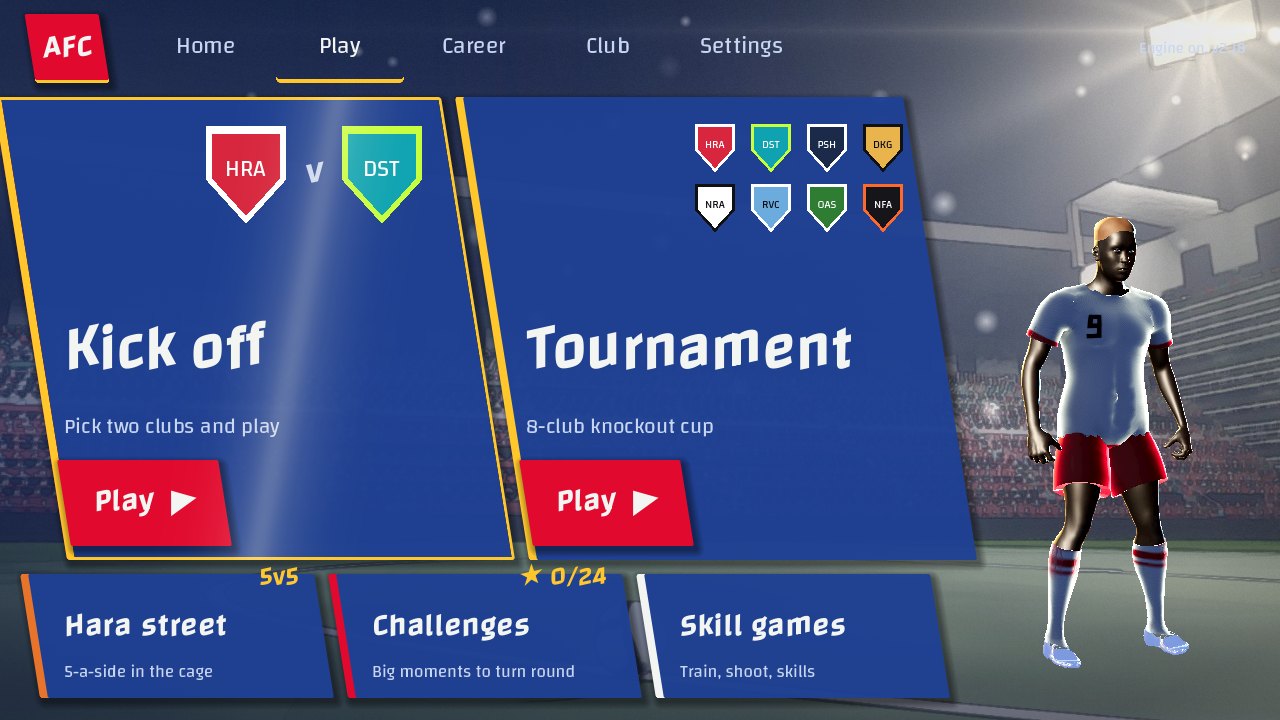 AFC
Home
Play
Career
Club
Settings
HRA
v
DST
HRA
DST
PSH
DKG
NRA
RVC
OAS
NFA
Kick off
Pick two clubs and play
Play
Tournament
8-club knockout cup
Play
9
5v5
Hara street
5-a-side in the cage
★ 0/24
Challenges
Big moments to turn round
Skill games
Train, shoot, skills